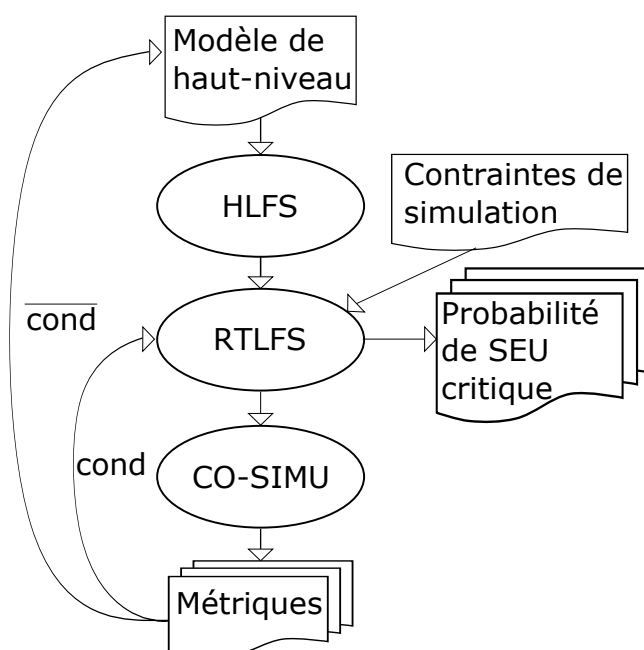 Modèle de
haut-niveau
HLFS
Contraintes de
simulation
cond
RTLFS
Probabilité
de SEU
critique
cond
CO-SIMU
Métriques